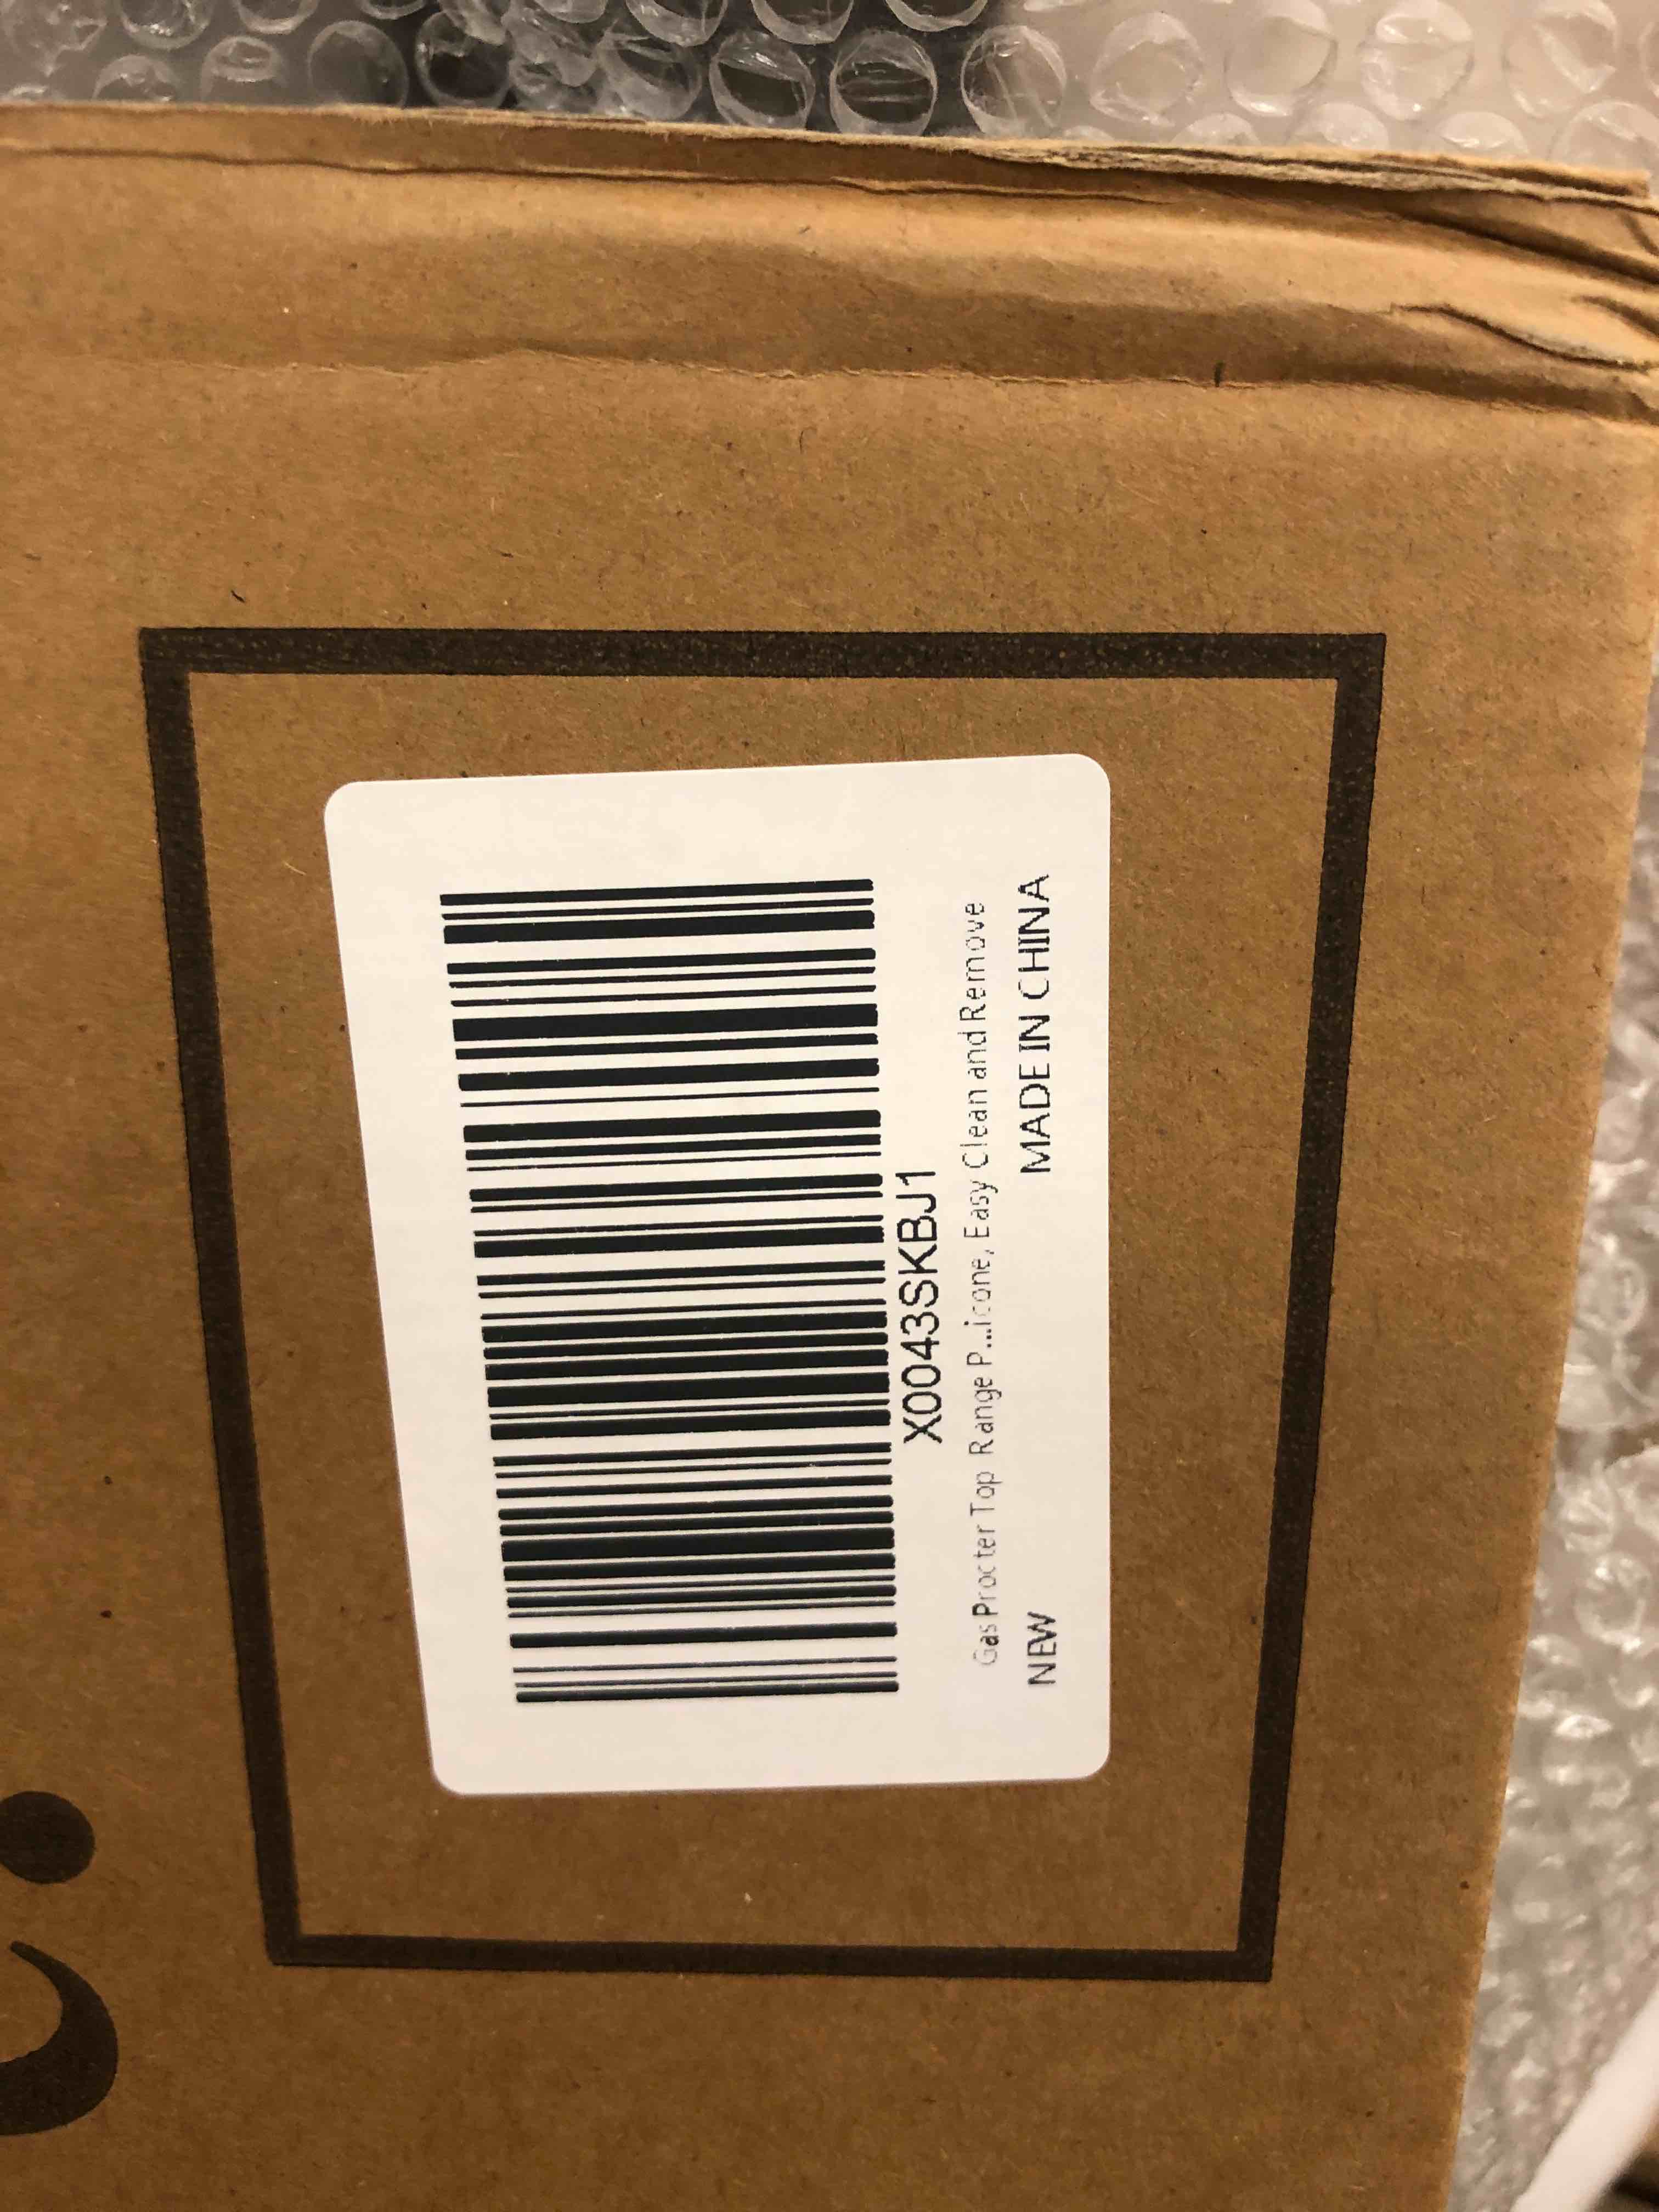 X0043SKBJ1
Gas Procter Top Range P...icone, Easy Clean and Remove
NEW MADE IN CHINA